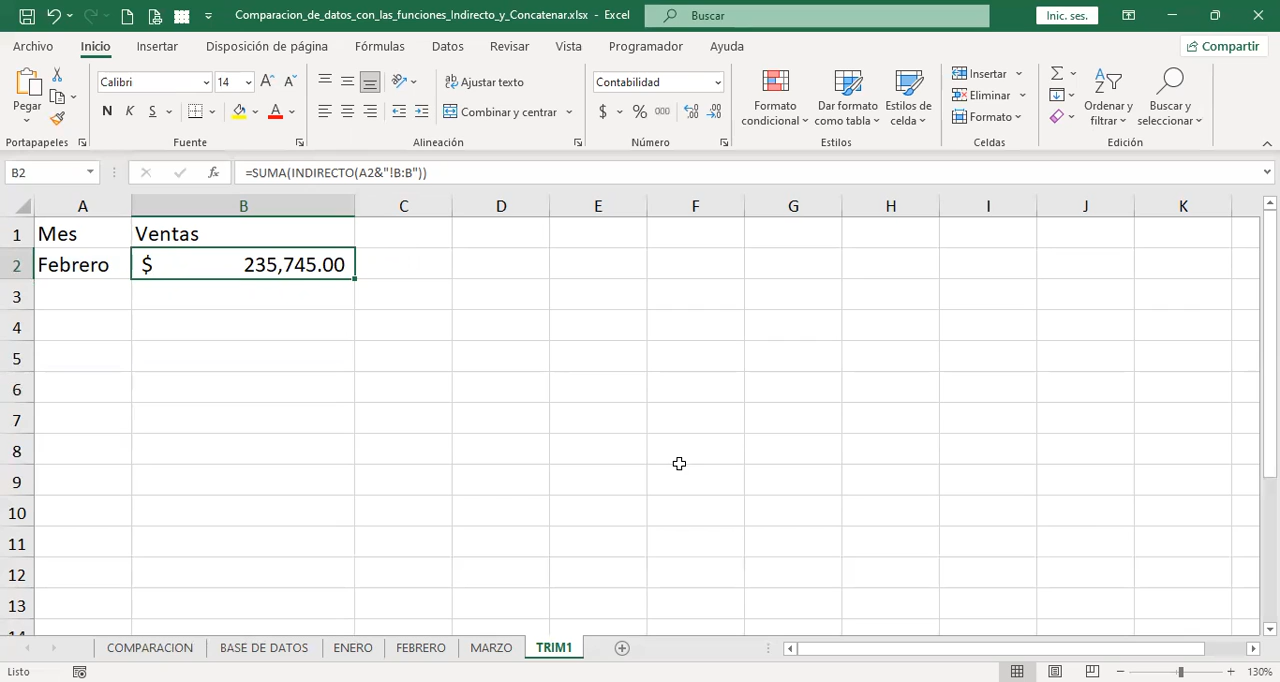 Comparacion_de_datos_con_las_funciones_Indirecto_y_Concatenar.xlsx - Excel
Buscar
Inic. ses.
Archivo Inicio Insertar Disposición de página Fórmulas Datos Revisar Vista Programador Ayuda
Compartir
Pegar
Calibri 14
N K S
Ajustar texto
Combinar y centrar
Contabilidad
$ % 000
Formato condicional
Dar formato como tabla
Estilos de celda
Insertar
Eliminar
Formato
Ordenar y filtrar
Buscar y seleccionar
Portapapeles Fuente Alineación Número Estilos Celdas Edición
B2 fx =SUMA(INDIRECTO(A2&"!B:B"))
A B C D E F G H I J K
1 Mes Ventas
2 Febrero $ 235,745.00
3
4
5
6
7
8
9
10
11
12
13
14
COMPARACION BASE DE DATOS ENERO FEBRERO MARZO TRIM1
Listo 130%